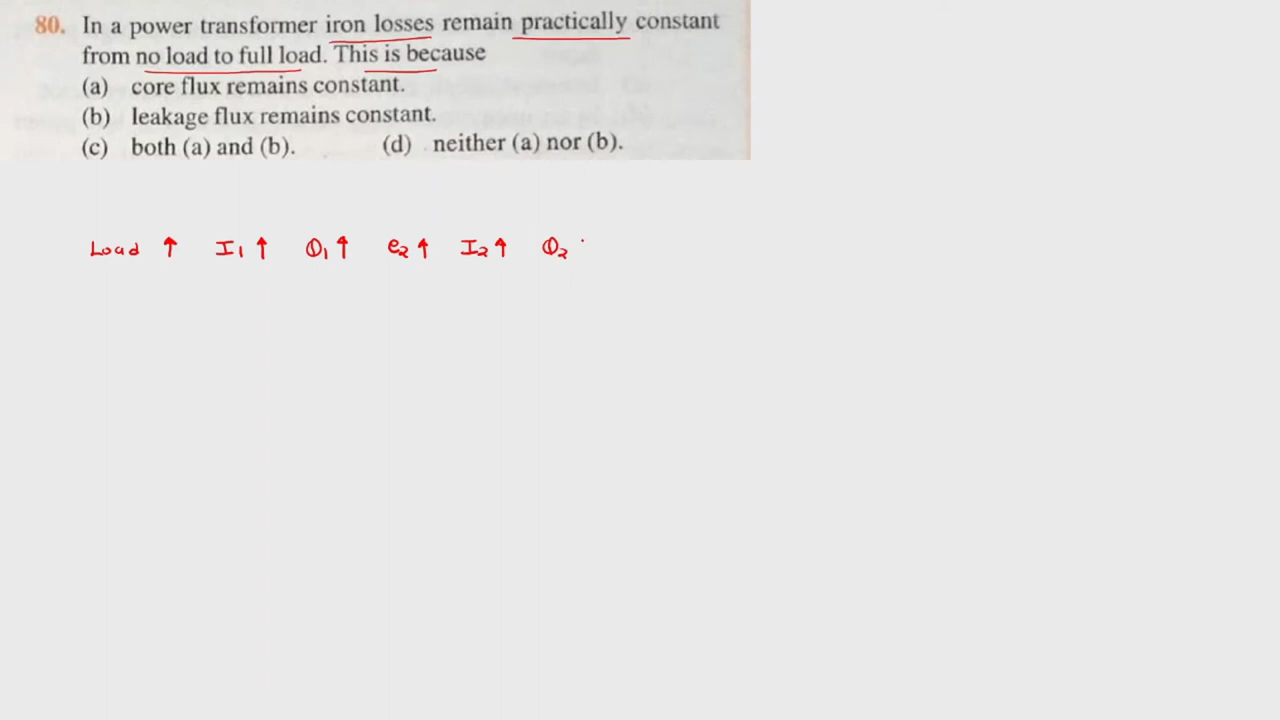 80. In a power transformer iron losses remain practically constant
from no load to full load. This is because
(a) core flux remains constant.
(b) leakage flux remains constant.
(c) both (a) and (b). (d) neither (a) nor (b).
Load ↑ I₁ ↑ Φ₁ ↑ e₂ ↑ I₂ ↑ Φ₂